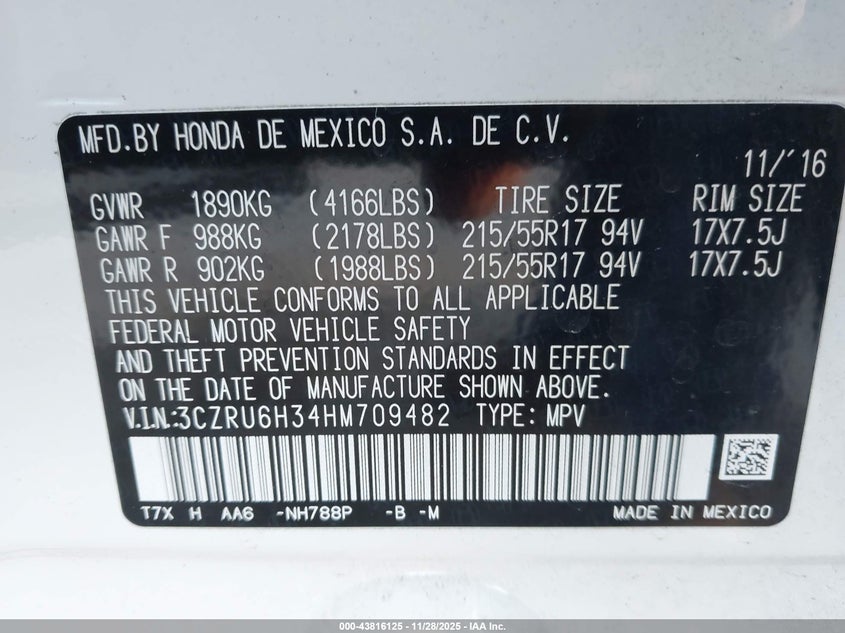 MFD.BY HONDA DE MEXICO S.A. DE C.V.
11/'16
GVWR 1890KG (4166LBS) TIRE SIZE RIM SIZE
GAWR F 988KG (2178LBS) 215/55R17 94V 17X7.5J
GAWR R 902KG (1988LBS) 215/55R17 94V 17X7.5J
THIS VEHICLE CONFORMS TO ALL APPLICABLE
FEDERAL MOTOR VEHICLE SAFETY
AND THEFT PREVENTION STANDARDS IN EFFECT
ON THE DATE OF MANUFACTURE SHOWN ABOVE.
V.I.N.:3CZRU6H34HM709482 TYPE: MPV
T7X H AA6 -NH788P -B -M MADE IN MEXICO
000-43816125 - 11/28/2025 - IAA Inc.